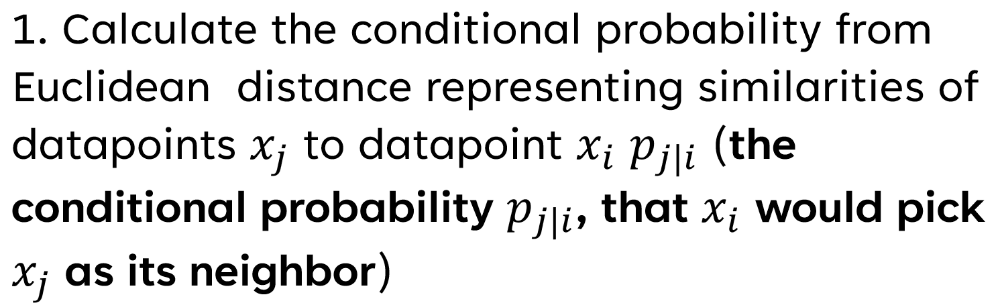 1. Calculate the conditional probability from
Euclidean  distance representing similarities of
datapoints $x_j$ to datapoint $x_i$ $p_{j|i}$ (the
conditional probability $p_{j|i}$, that $x_i$ would pick
$x_j$ as its neighbor)